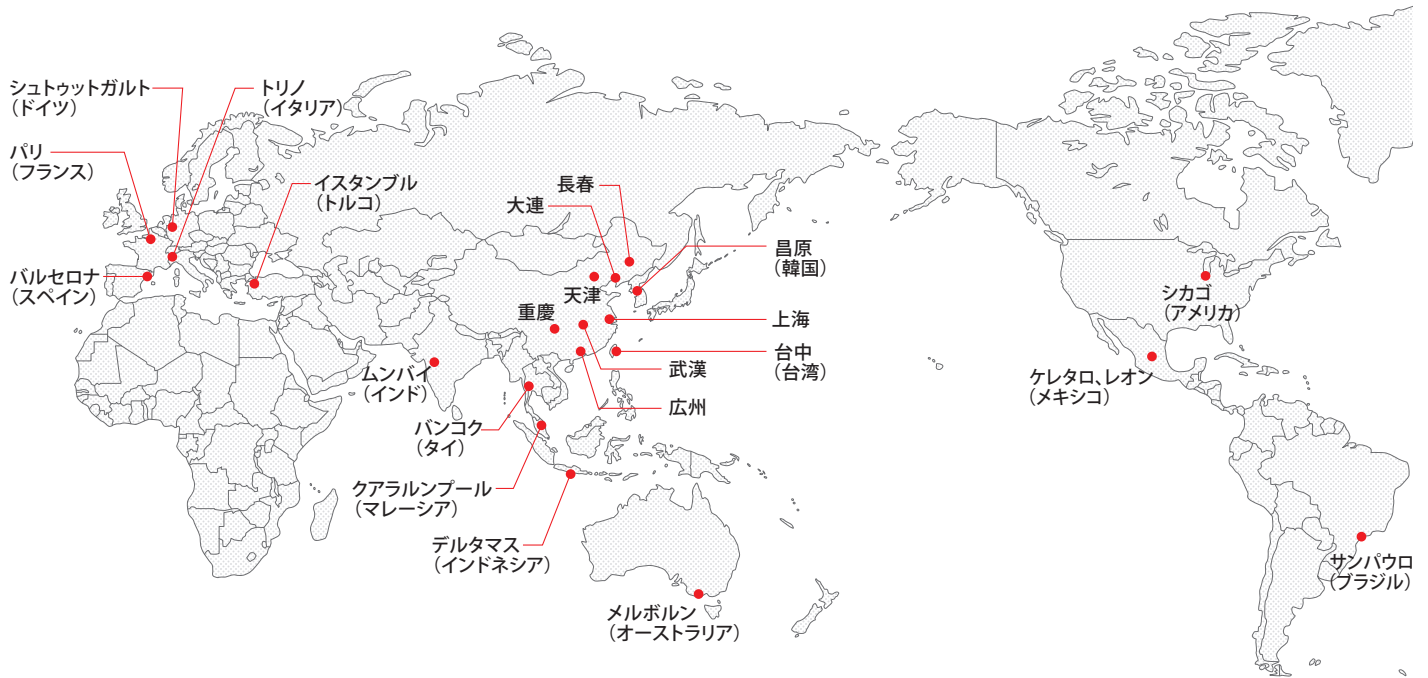 シュトゥットガルト
（ドイツ）
トリノ
（イタリア）
パリ
（フランス）
イスタンブル
（トルコ）
バルセロナ
（スペイン）
長春
大連
昌原
（韓国）
天津
重慶
上海
台中
（台湾）
武漢
広州
ムンバイ
（インド）
バンコク
（タイ）
クアラルンプール
（マレーシア）
デルタマス
（インドネシア）
メルボルン
（オーストラリア）
シカゴ
（アメリカ）
ケレタロ、レオン
（メキシコ）
サンパウロ
（ブラジル）